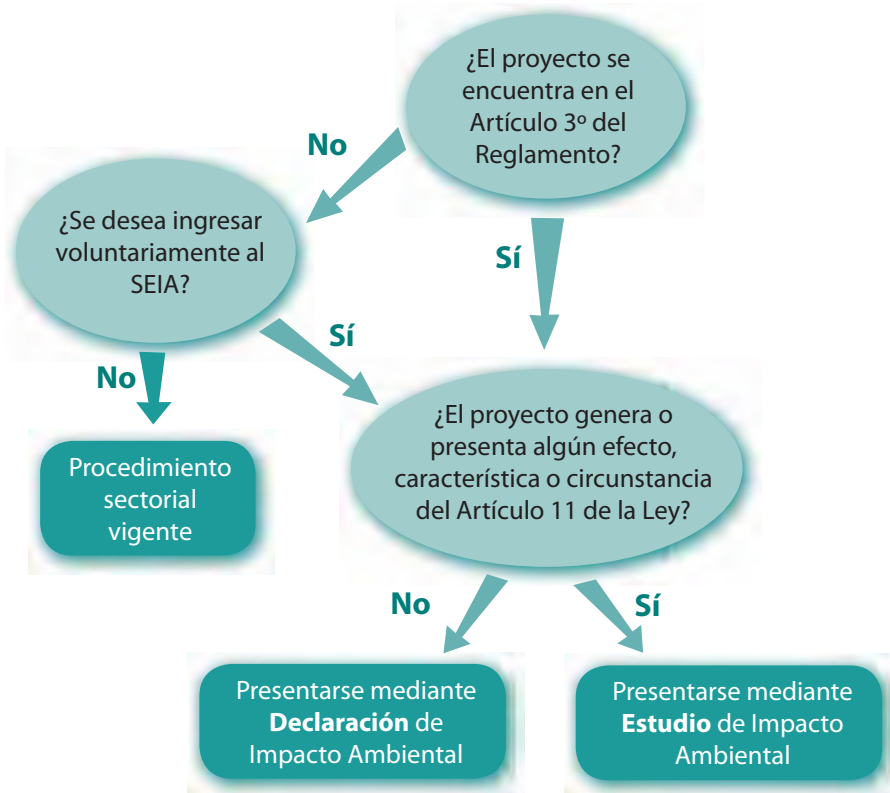 ¿El proyecto se
encuentra en el
Artículo 3º del
Reglamento?
No
¿Se desea ingresar
voluntariamente al
SEIA?
Sí
Sí
No
¿El proyecto genera o
presenta algún efecto,
característica o circunstancia
del Artículo 11 de la Ley?
Procedimiento
sectorial
vigente
No
Sí
Presentarse mediante
Declaración de
Impacto Ambiental
Presentarse mediante
Estudio de Impacto
Ambiental